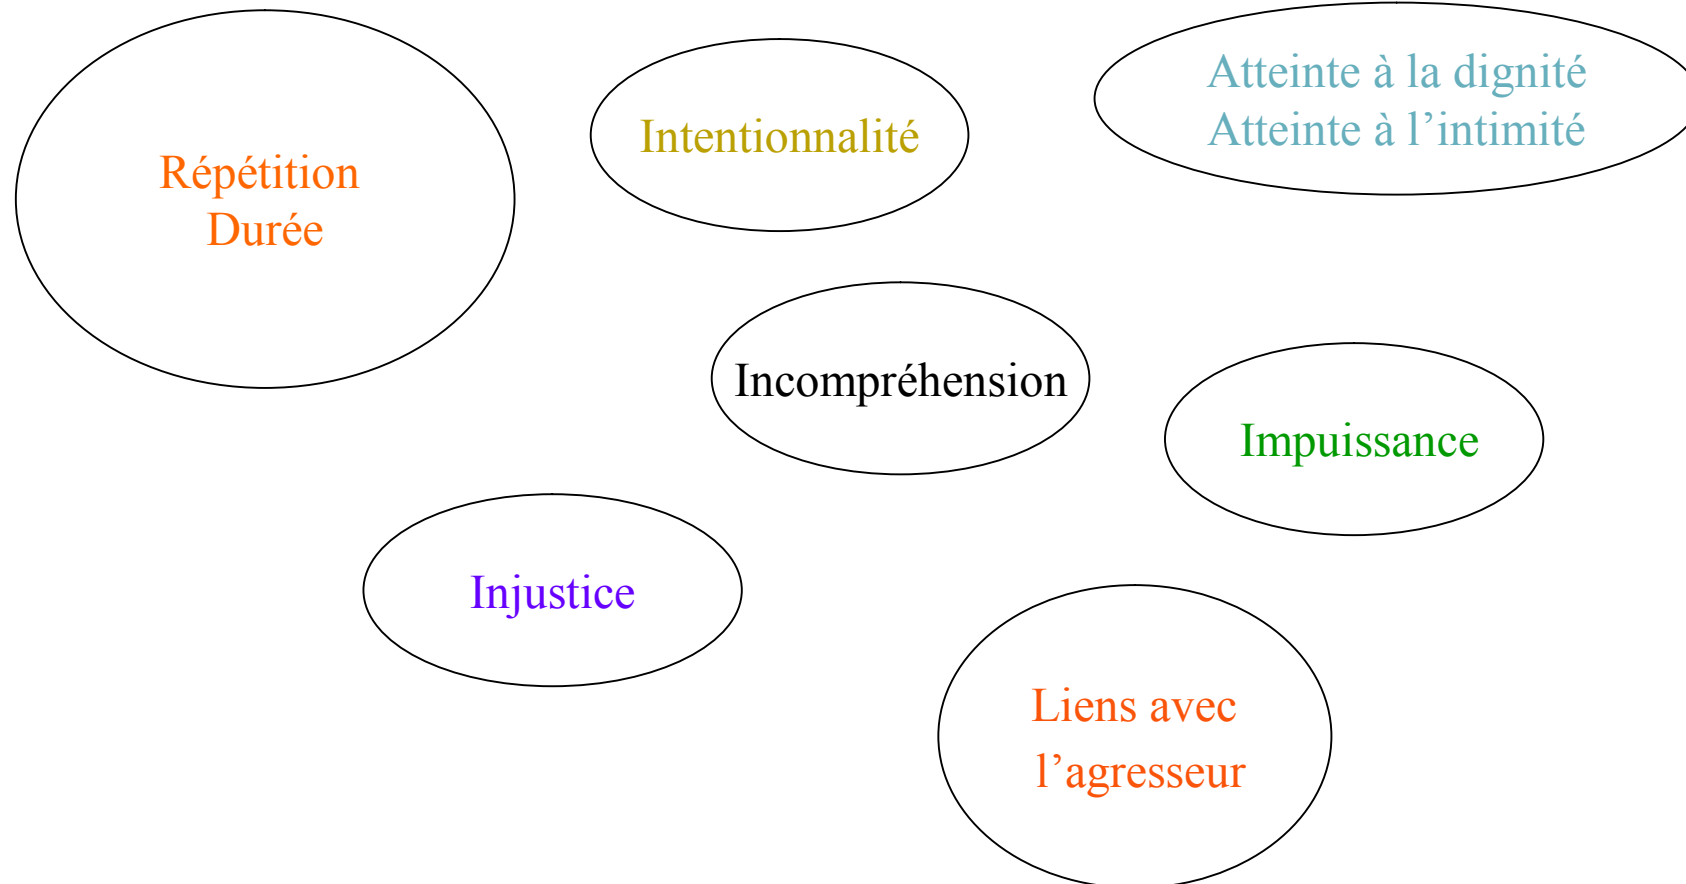 Répétition
Durée
Intentionnalité
Atteinte à la dignité
Atteinte à l’intimité
Incompréhension
Impuissance
Injustice
Liens avec
l’agresseur